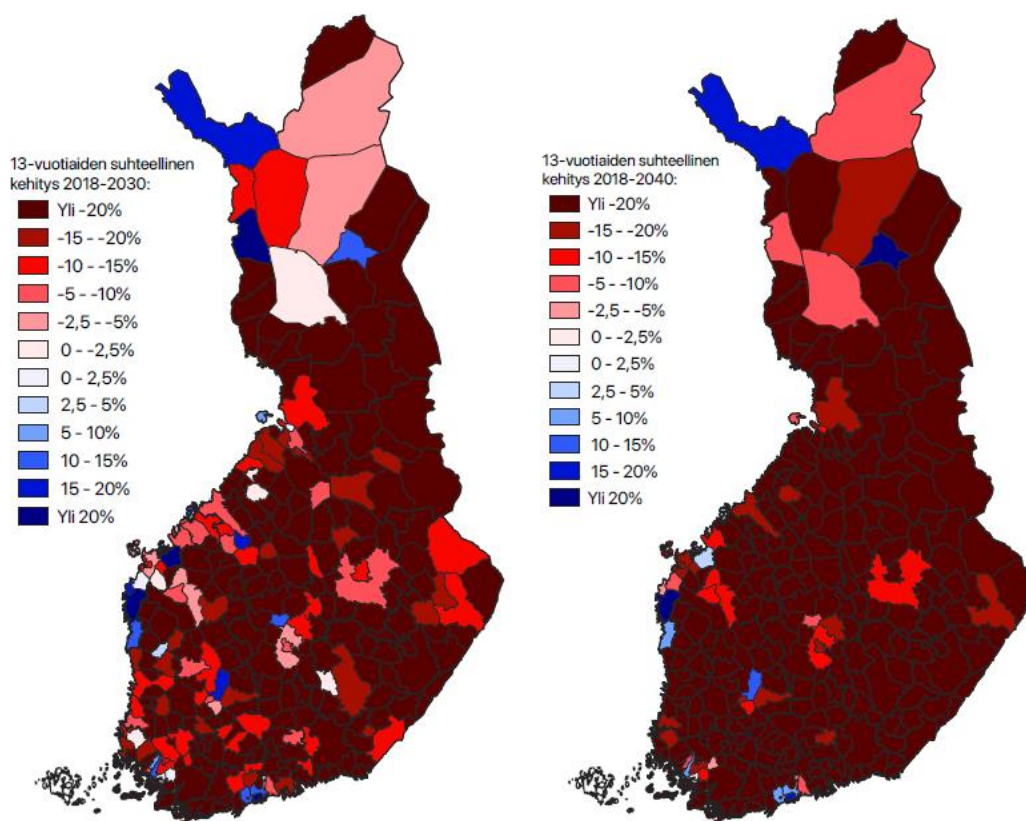 13-vuotiaiden suhteellinen
kehitys 2018-2030:
Yli -20%
-15 - -20%
-10 - -15%
-5 - -10%
-2,5 - -5%
0 - -2,5%
0 - 2,5%
2,5 - 5%
5 - 10%
10 - 15%
15 - 20%
Yli 20%
13-vuotiaiden suhteellinen
kehitys 2018-2040:
Yli -20%
-15 - -20%
-10 - -15%
-5 - -10%
-2,5 - -5%
0 - -2,5%
0 - 2,5%
2,5 - 5%
5 - 10%
10 - 15%
15 - 20%
Yli 20%